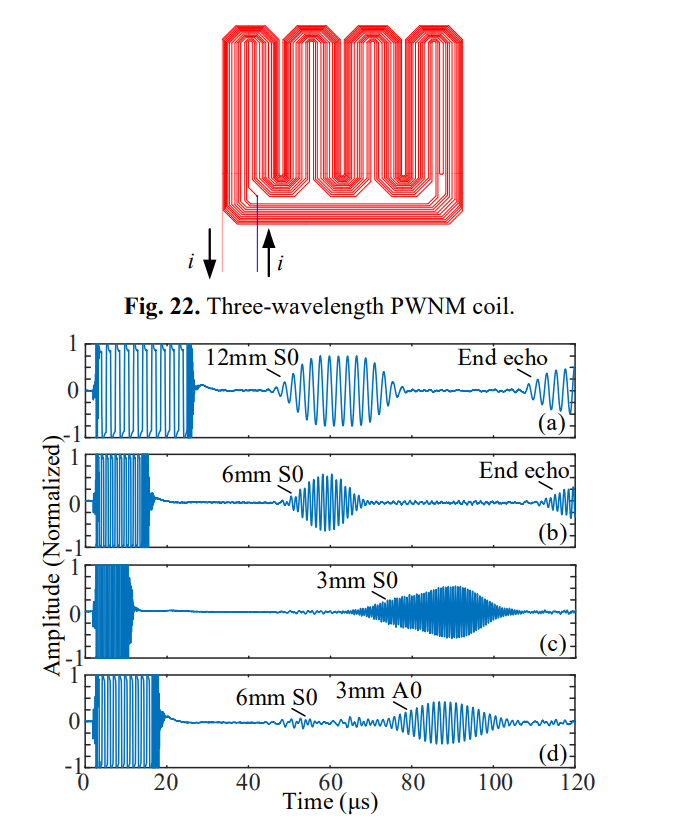 i
i
Fig. 22. Three-wavelength PWNM coil.
1
12mm S0
End echo
0
(a)
-1
1
6mm S0
End echo
0
(b)
-1
Amplitude (Normalized)
1
3mm S0
0
(c)
-1
1
6mm S0
3mm A0
0
(d)
-1
0 20 40 60 80 100 120
Time (μs)